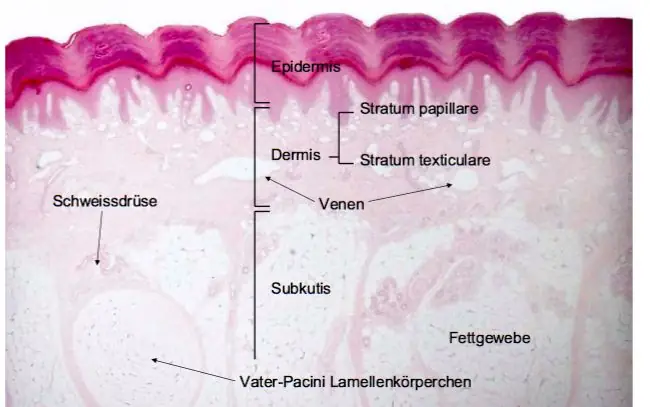 Epidermis
Stratum papillare
Dermis
Stratum texticulare
Schweissdrüse
Venen
Subkutis
Fettgewebe
Vater-Pacini Lamellenkörperchen